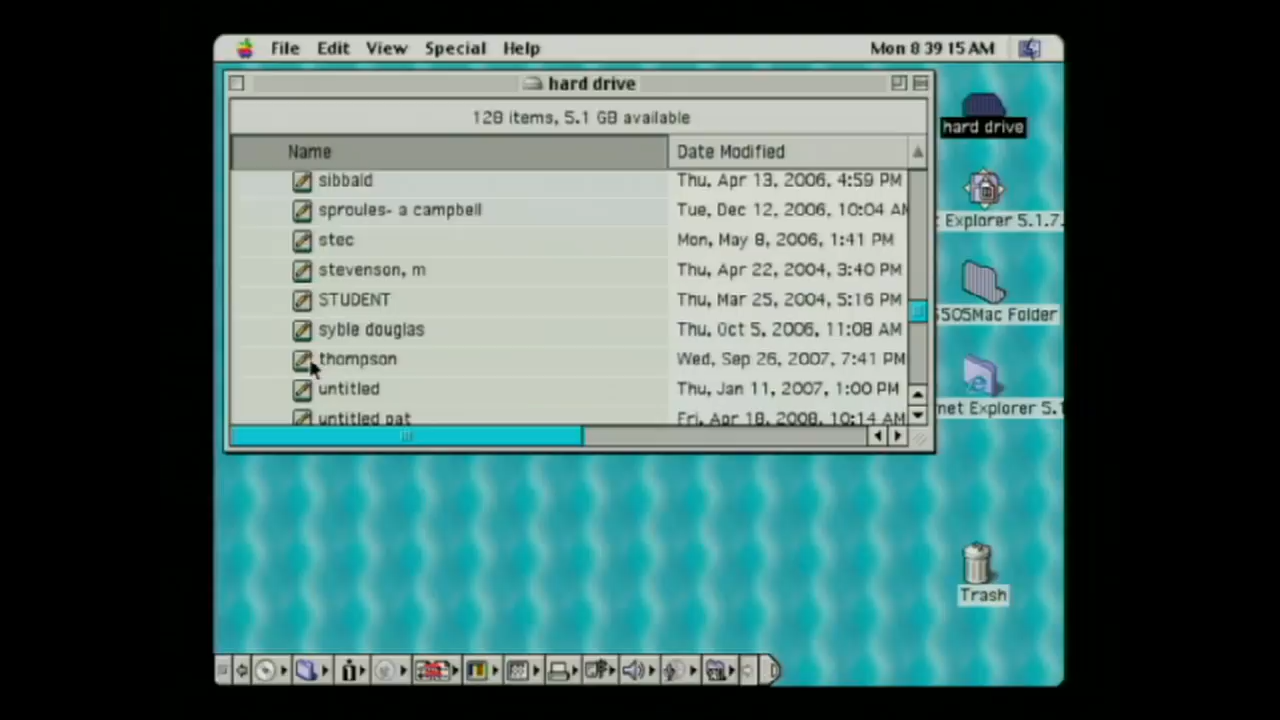 File Edit View Special Help Mon 8 39 15 AM
hard drive
128 items, 5.1 GB available
Name Date Modified
sibbald Thu, Apr 13, 2006, 4:59 PM
sproules- a campbell Tue, Dec 12, 2006, 10:04 AM
stec Mon, May 8, 2006, 1:41 PM
stevenson, m Thu, Apr 22, 2004, 3:40 PM
STUDENT Thu, Mar 25, 2004, 5:16 PM
syble douglas Thu, Oct 5, 2006, 11:08 AM
thompson Wed, Sep 26, 2007, 7:41 PM
untitled Thu, Jan 11, 2007, 1:00 PM
untitled pat Fri, Apr 18, 2008, 10:14 AM
hard drive
t Explorer 5.1.7.
S505Mac Folder
net Explorer 5.1
Trash